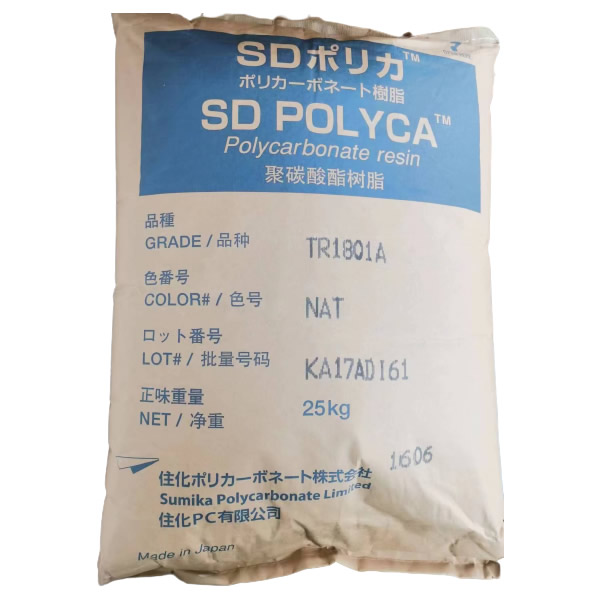 SDポリカ™
ポリカーボネート樹脂
SD POLYCA™
Polycarbonate resin
聚碳酸酯树脂
品種
GRADE / 品种 TR1801A
色番号
COLOR# / 色号 NAT
ロット番号
LOT# / 批量号码 KA17ADI61
正味重量
NET / 净重 25kg
1606
住化ポリカーボネート株式会社
Sumika Polycarbonate Limited
住化PC有限公司
Made in Japan